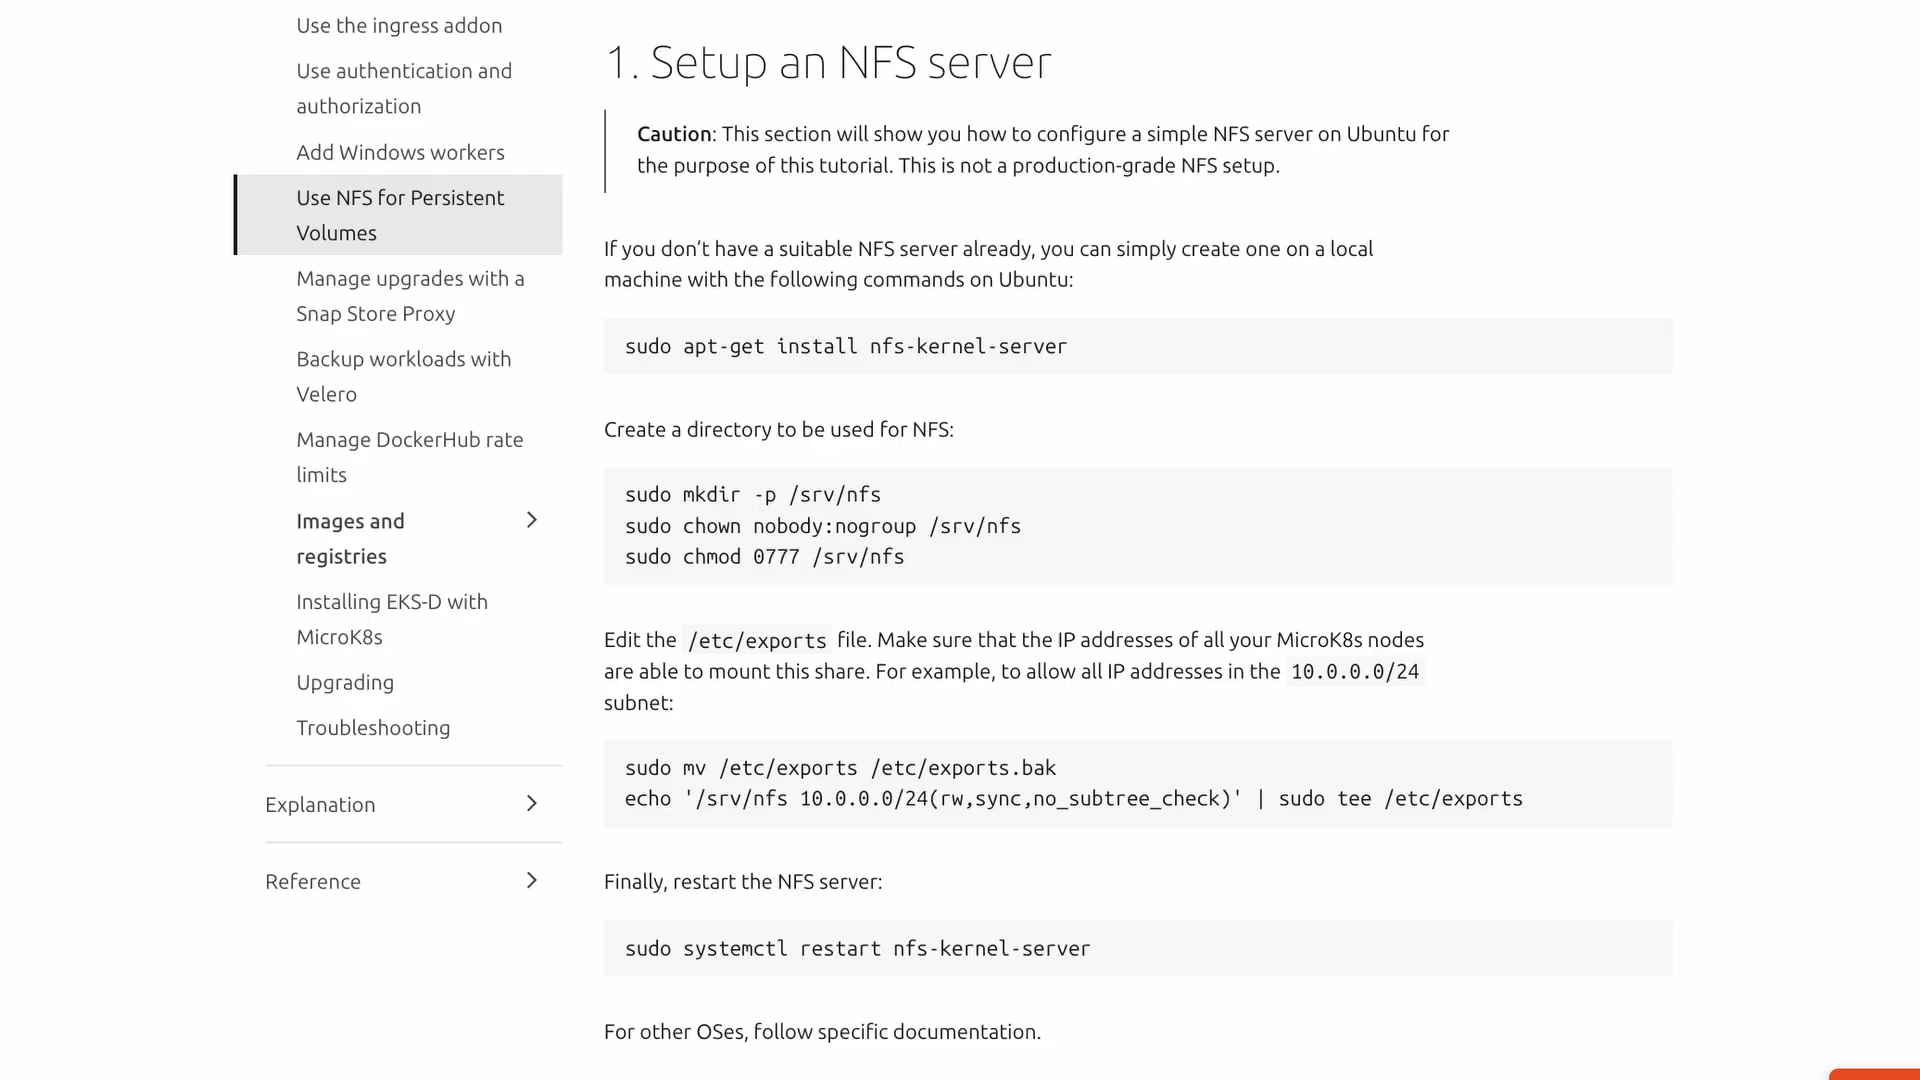 Use the ingress addon
Use authentication and
authorization
Add Windows workers
Use NFS for Persistent
Volumes
Manage upgrades with a
Snap Store Proxy
Backup workloads with
Velero
Manage DockerHub rate
limits
Images and
registries
Installing EKS-D with
MicroK8s
Upgrading
Troubleshooting
Explanation
Reference
1. Setup an NFS server
Caution: This section will show you how to configure a simple NFS server on Ubuntu for
the purpose of this tutorial. This is not a production-grade NFS setup.
If you don’t have a suitable NFS server already, you can simply create one on a local
machine with the following commands on Ubuntu:
sudo apt-get install nfs-kernel-server
Create a directory to be used for NFS:
sudo mkdir -p /srv/nfs
sudo chown nobody:nogroup /srv/nfs
sudo chmod 0777 /srv/nfs
Edit the /etc/exports file. Make sure that the IP addresses of all your MicroK8s nodes
are able to mount this share. For example, to allow all IP addresses in the 10.0.0.0/24
subnet:
sudo mv /etc/exports /etc/exports.bak
echo '/srv/nfs 10.0.0.0/24(rw,sync,no_subtree_check)' | sudo tee /etc/exports
Finally, restart the NFS server:
sudo systemctl restart nfs-kernel-server
For other OSes, follow specific documentation.